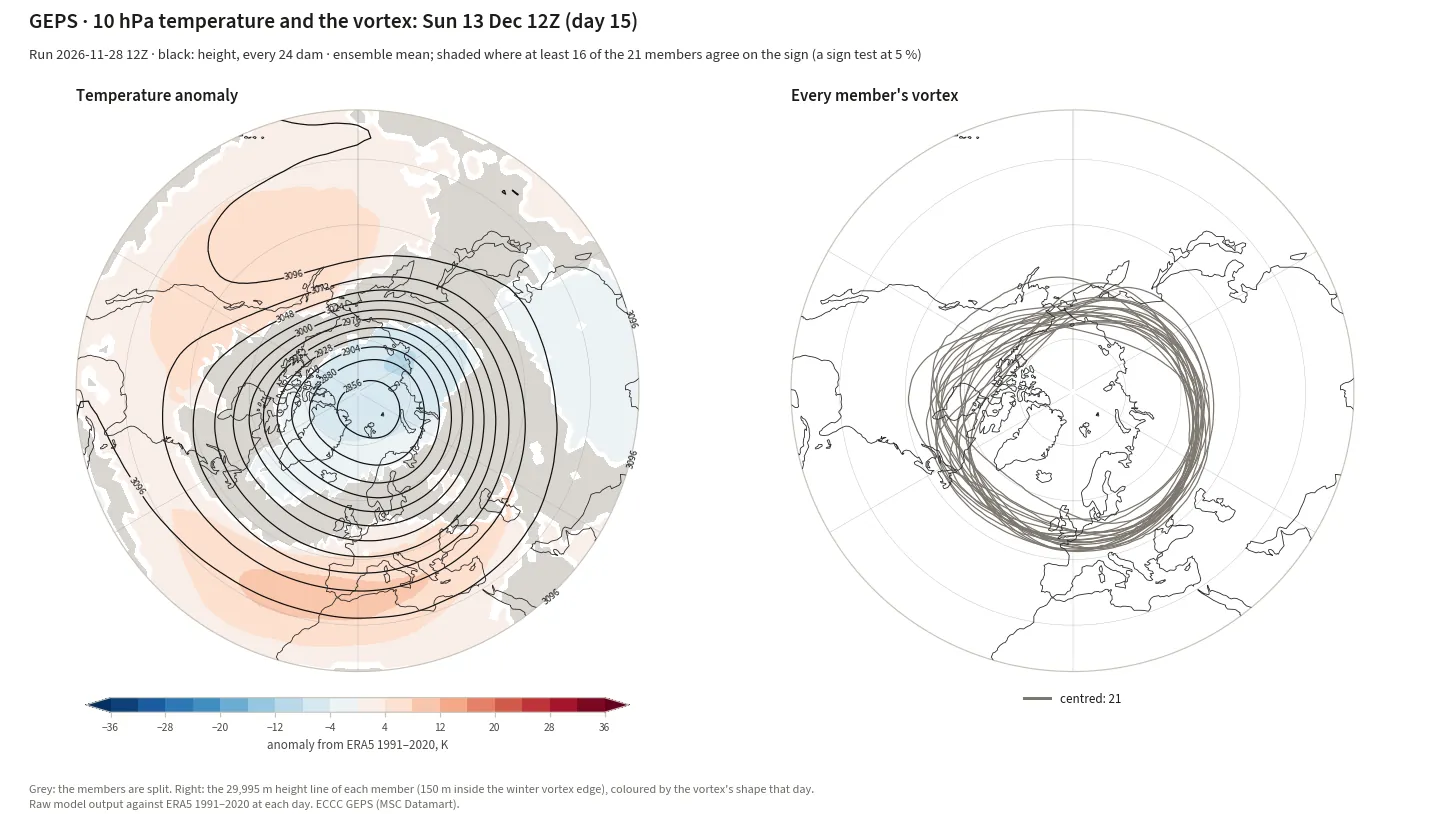 GEPS · 10 hPa temperature and the vortex: Sun 13 Dec 12Z (day 15)
Run 2026-11-28 12Z · black: height, every 24 dam · ensemble mean; shaded where at least 16 of the 21 members agree on the sign (a sign test at 5 %)
Temperature anomaly
Every member's vortex
3096
3072
3048
3000
2976
2928
2904
2880
2856
3096
3096
3096
3096
centred: 21
−36 −28 −20 −12 −4 4 12 20 28 36
anomaly from ERA5 1991–2020, K
Grey: the members are split. Right: the 29,995 m height line of each member (150 m inside the winter vortex edge), coloured by the vortex's shape that day.
Raw model output against ERA5 1991–2020 at each day. ECCC GEPS (MSC Datamart).